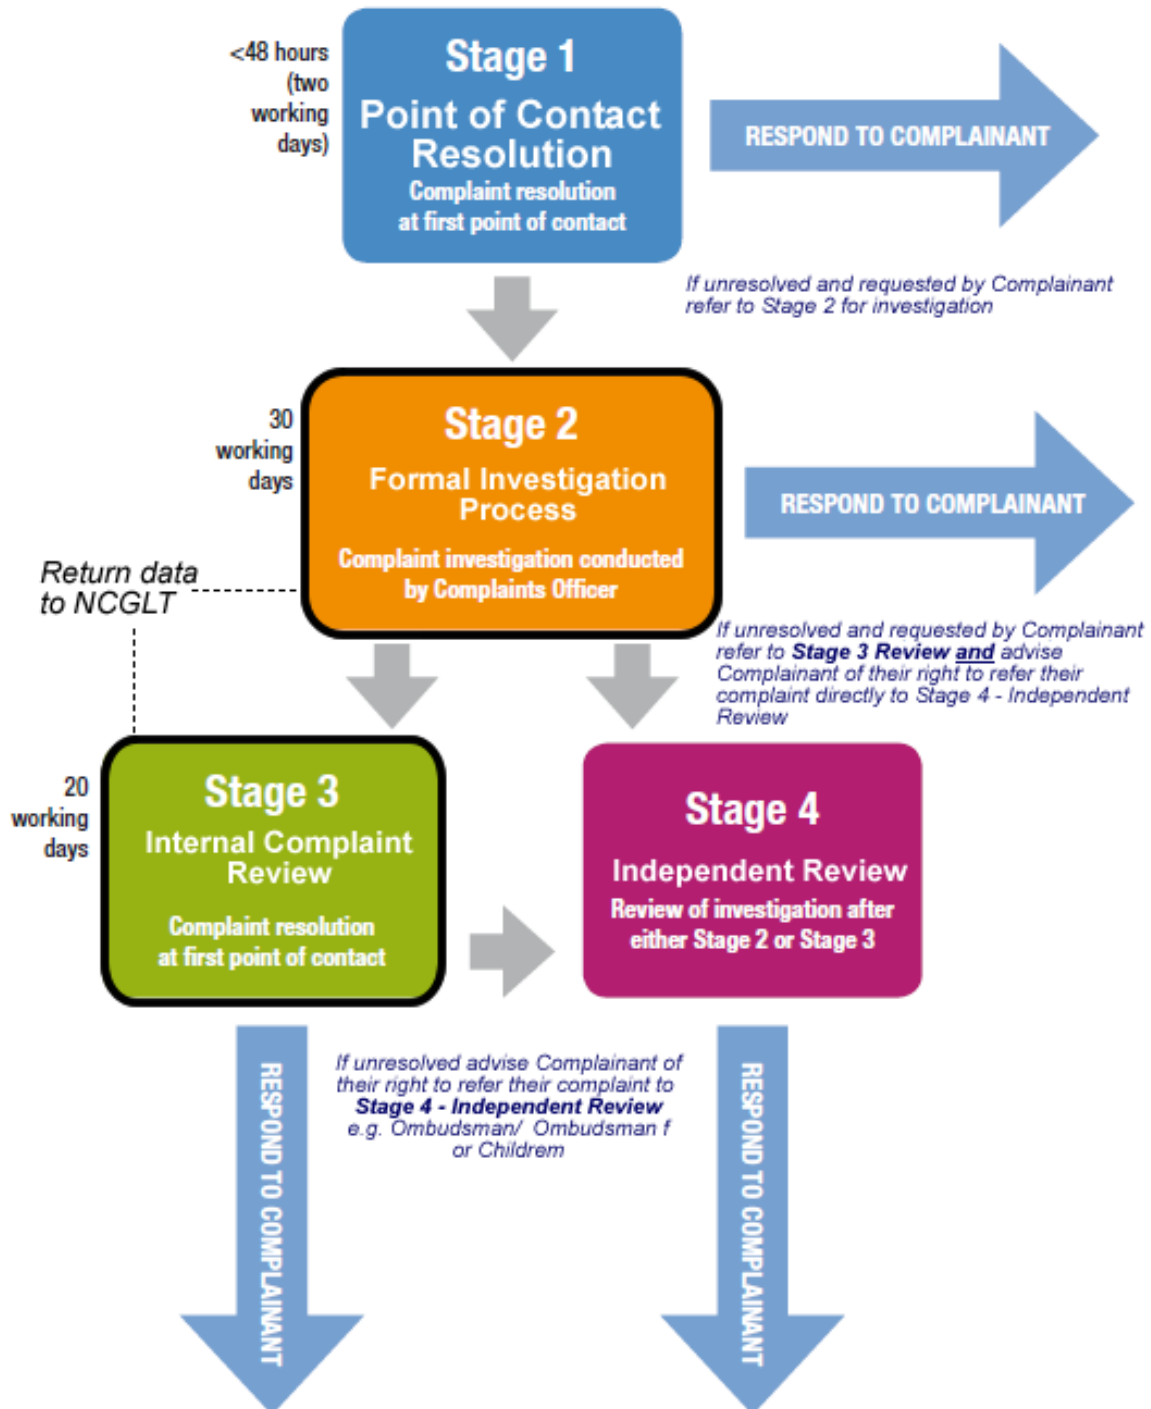 <48 hours
(two
working
days)
Stage 1
Point of Contact
Resolution
Complaint resolution
at first point of contact
RESPOND TO COMPLAINANT
If unresolved and requested by Complainant
refer to Stage 2 for investigation
30
working
days
Stage 2
Formal Investigation
Process
Complaint investigation conducted
by Complaints Officer
RESPOND TO COMPLAINANT
Return data
to NCGLT
If unresolved and requested by Complainant
refer to Stage 3 Review and advise
Complainant of their right to refer their
complaint directly to Stage 4 - Independent
Review
20
working
days
Stage 3
Internal Complaint
Review
Complaint resolution
at first point of contact
Stage 4
Independent Review
Review of investigation after
either Stage 2 or Stage 3
If unresolved advise Complainant of
their right to refer their complaint to
Stage 4 - Independent Review
e.g. Ombudsman/ Ombudsman f
or Childrem
RESPOND TO COMPLAINANT
RESPOND TO COMPLAINANT